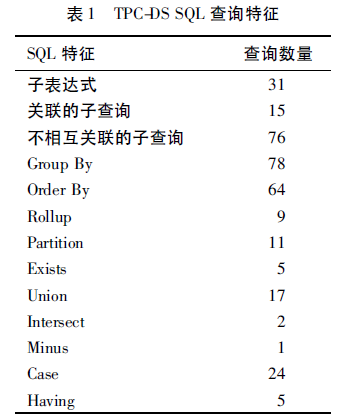 表 1 TPC-DS SQL 查询特征
SQL 特征 查询数量
子表达式 31
关联的子查询 15
不相互关联的子查询 76
Group By 78
Order By 64
Rollup 9
Partition 11
Exists 5
Union 17
Intersect 2
Minus 1
Case 24
Having 5